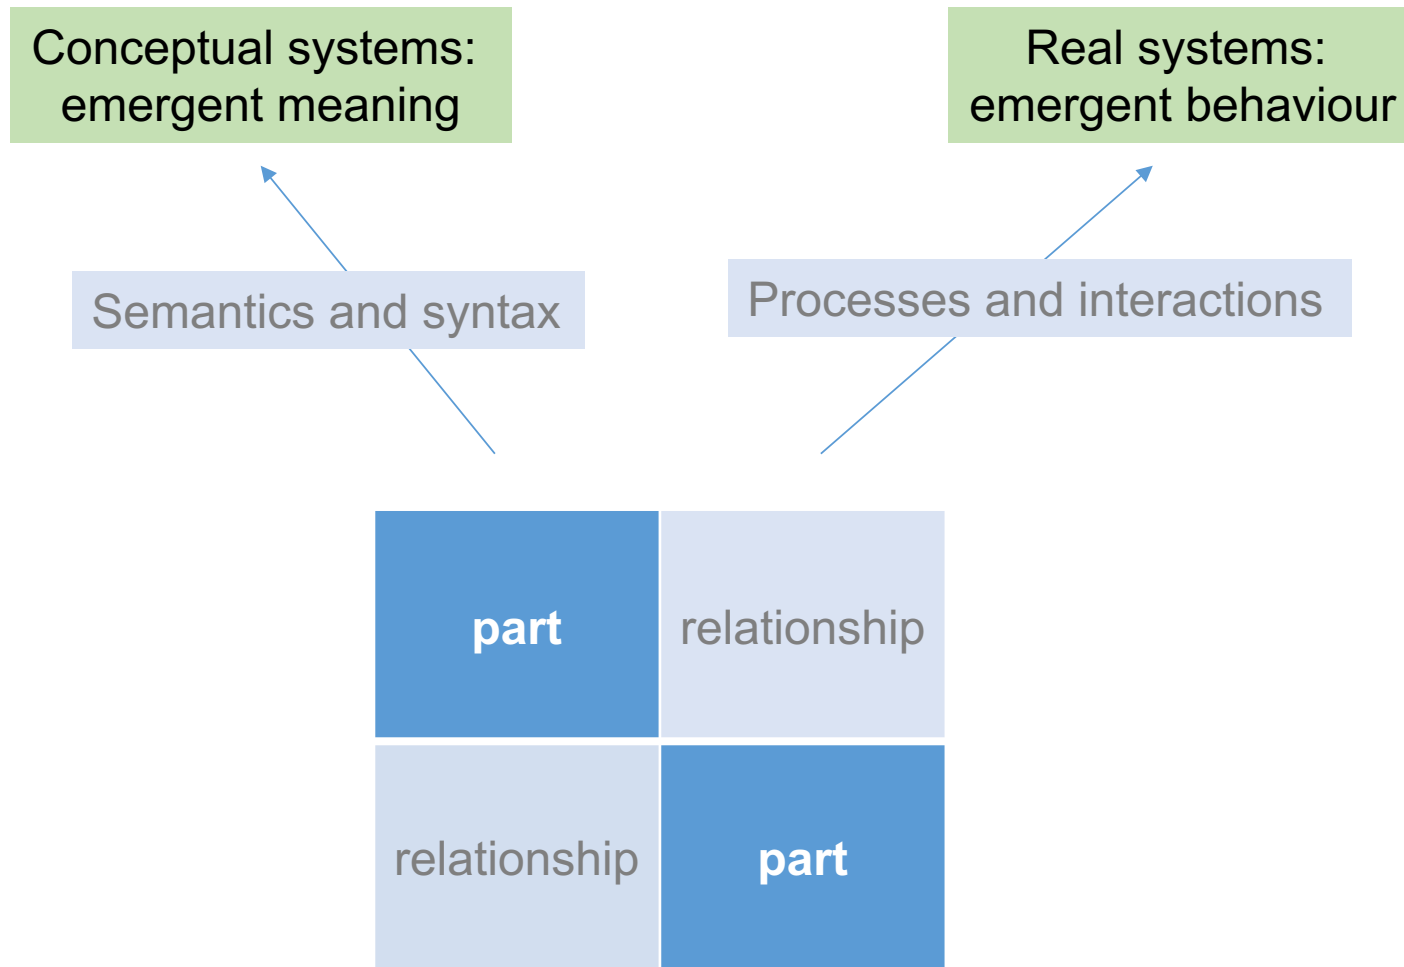 Conceptual systems:
emergent meaning
Real systems:
emergent behaviour
Semantics and syntax
Processes and interactions
part
relationship
relationship
part